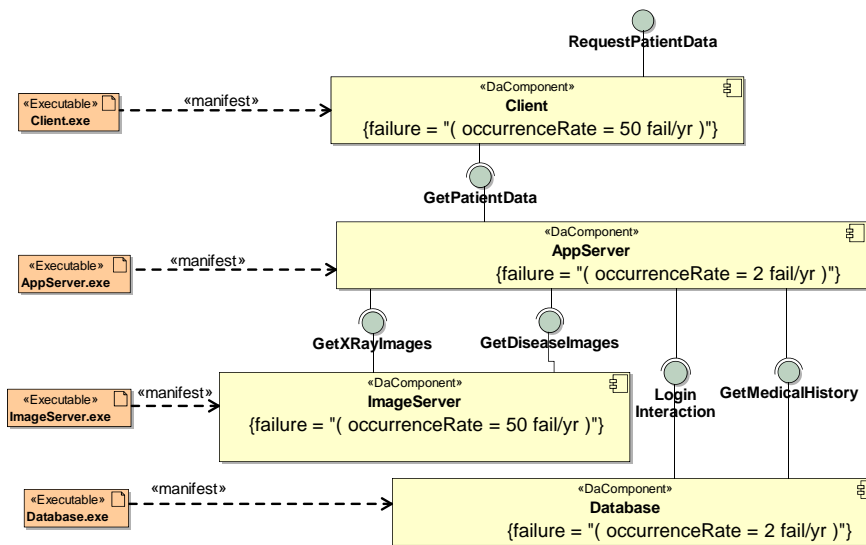 RequestPatientData
«DaComponent»
Client
{failure = "( occurrenceRate = 50 fail/yr )"}
«Executable»
Client.exe
«manifest»
GetPatientData
«DaComponent»
AppServer
{failure = "( occurrenceRate = 2 fail/yr )"}
«Executable»
AppServer.exe
«manifest»
GetXRayImages
GetDiseaseImages
Login
Interaction
GetMedicalHistory
«DaComponent»
ImageServer
{failure = "( occurrenceRate = 50 fail/yr )"}
«Executable»
ImageServer.exe
«manifest»
«DaComponent»
Database
{failure = "( occurrenceRate = 2 fail/yr )"}
«Executable»
Database.exe
«manifest»